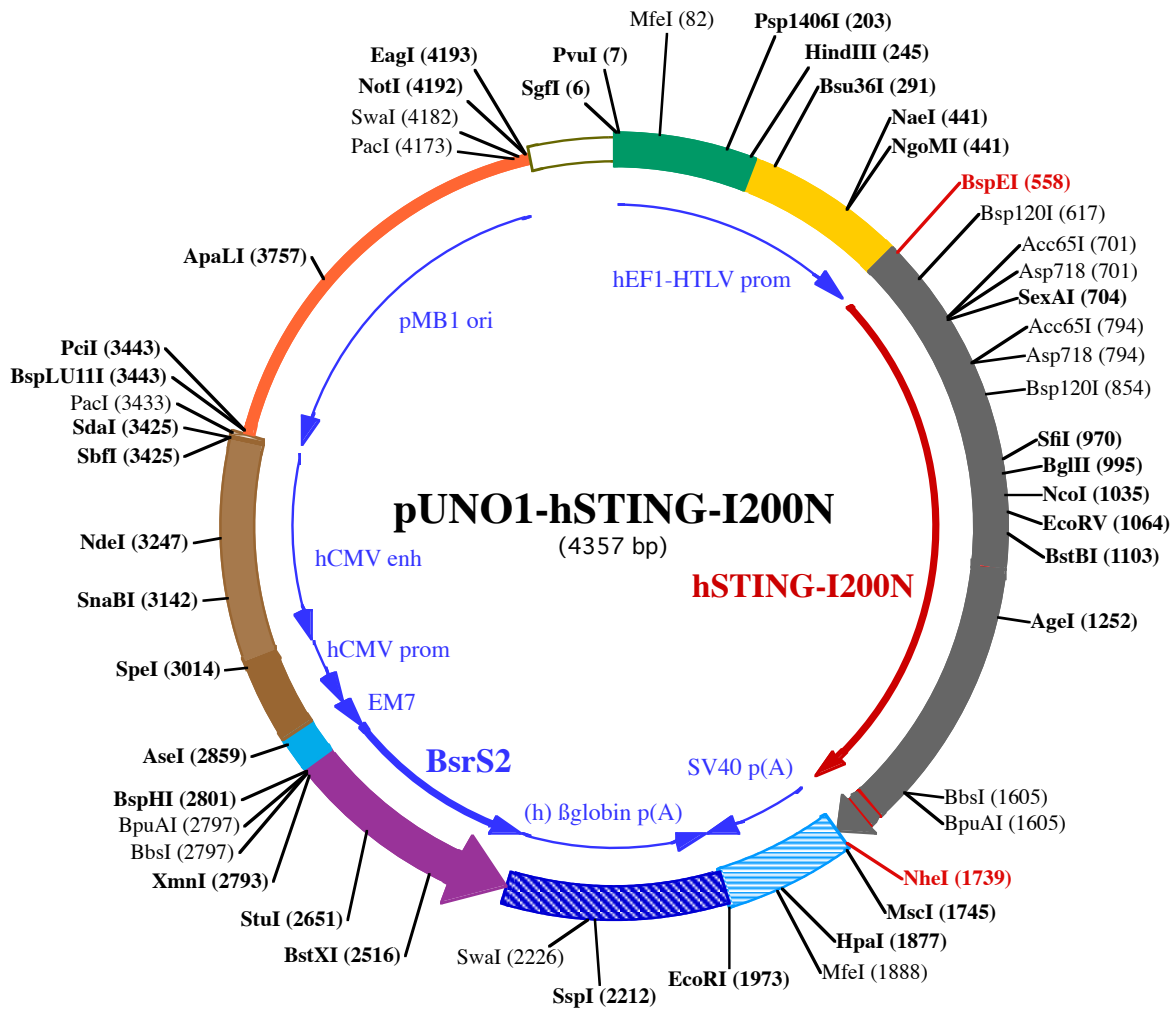 MfeI (82)
Psp1406I (203)
HindIII (245)
Bsu36I (291)
NaeI (441)
NgoMI (441)
BspEI (558)
Bsp120I (617)
Acc65I (701)
Asp718 (701)
SexAI (704)
Acc65I (794)
Asp718 (794)
Bsp120I (854)
SfiI (970)
BglII (995)
NcoI (1035)
EcoRV (1064)
BstBI (1103)
AgeI (1252)
BbsI (1605)
BpuAI (1605)
NheI (1739)
MscI (1745)
HpaI (1877)
MfeI (1888)
EcoRI (1973)
SspI (2212)
SwaI (2226)
BstXI (2516)
StuI (2651)
XmnI (2793)
BbsI (2797)
BpuAI (2797)
BspHI (2801)
AseI (2859)
SpeI (3014)
SnaBI (3142)
NdeI (3247)
SbfI (3425)
SdaI (3425)
PacI (3433)
BspLU11I (3443)
PciI (3443)
ApaLI (3757)
PacI (4173)
SwaI (4182)
NotI (4192)
EagI (4193)
SgfI (6)
PvuI (7)
hEF1-HTLV prom
pMB1 ori
pUNO1-hSTING-I200N
(4357 bp)
hSTING-I200N
hCMV enh
hCMV prom
EM7
BsrS2
(h) ßglobin p(A)
SV40 p(A)